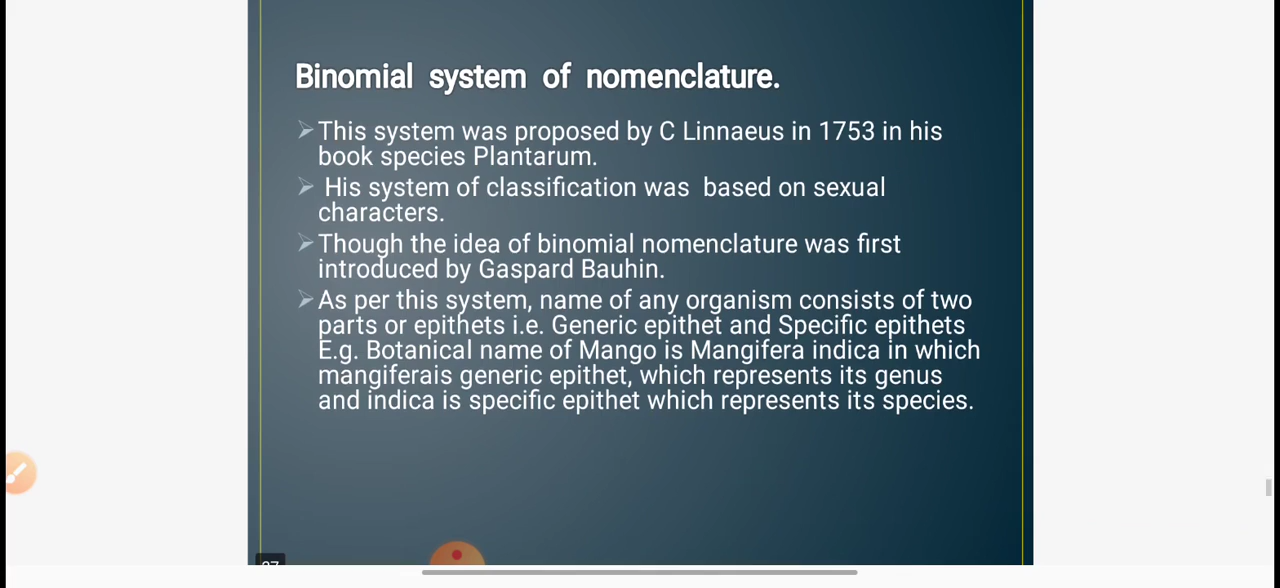 Binomial system of nomenclature.
This system was proposed by C Linnaeus in 1753 in his
book species Plantarum.
His system of classification was based on sexual
characters.
Though the idea of binomial nomenclature was first
introduced by Gaspard Bauhin.
As per this system, name of any organism consists of two
parts or epithets i.e. Generic epithet and Specific epithets
E.g. Botanical name of Mango is Mangifera indica in which
mangiferais generic epithet, which represents its genus
and indica is specific epithet which represents its species.